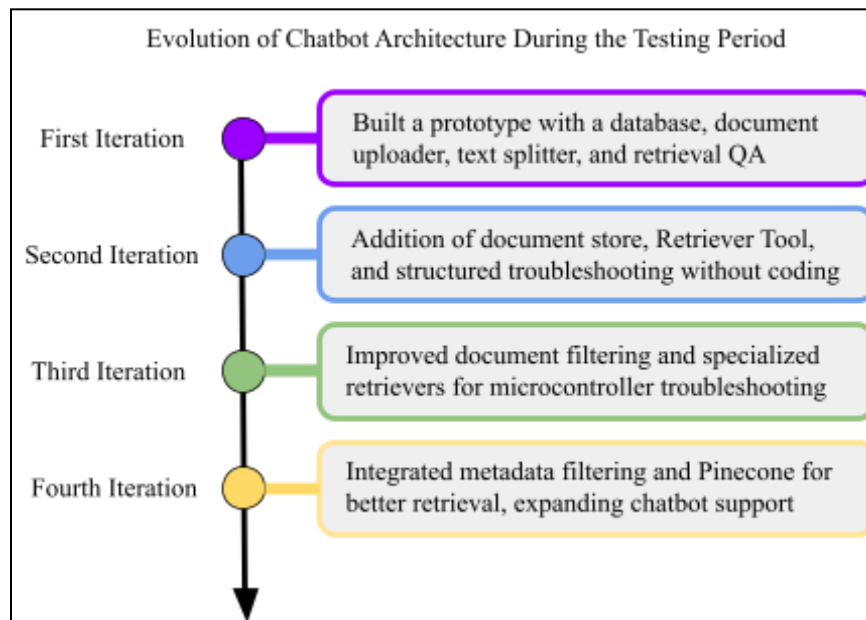 Evolution of Chatbot Architecture During the Testing Period
First Iteration
Built a prototype with a database, document
uploader, text splitter, and retrieval QA
Second Iteration
Addition of document store, Retriever Tool,
and structured troubleshooting without coding
Third Iteration
Improved document filtering and specialized
retrievers for microcontroller troubleshooting
Fourth Iteration
Integrated metadata filtering and Pinecone for
better retrieval, expanding chatbot support